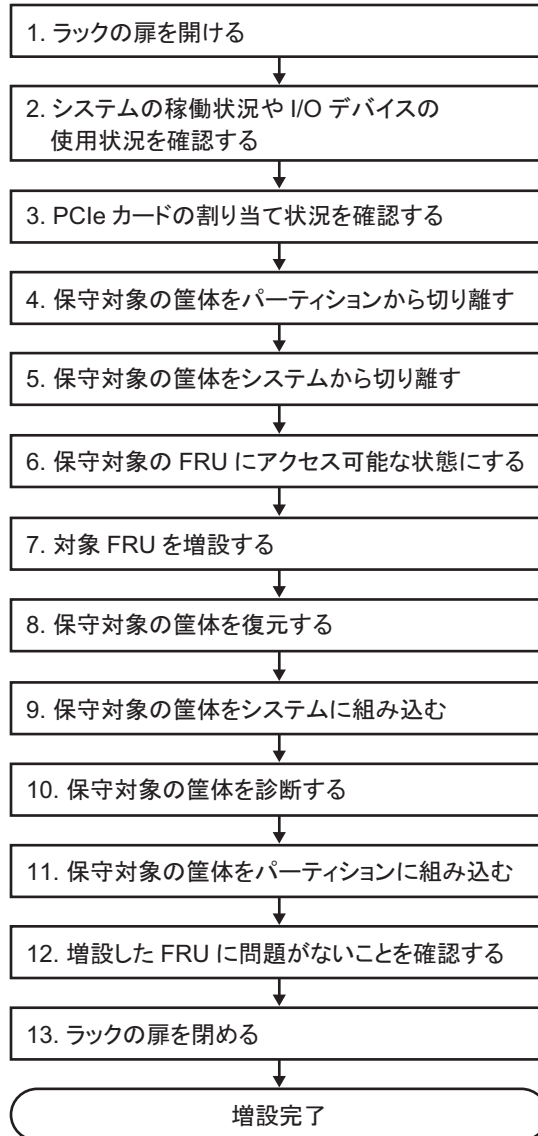 1. ラックの扉を開ける
2. システムの稼働状況や I/O デバイスの
使用状況を確認する
3. PCIe カードの割り当て状況を確認する
4. 保守対象の筐体をパーティションから切り離す
5. 保守対象の筐体をシステムから切り離す
6. 保守対象の FRU にアクセス可能な状態にする
7. 対象 FRU を増設する
8. 保守対象の筐体を復元する
9. 保守対象の筐体をシステムに組み込む
10. 保守対象の筐体を診断する
11. 保守対象の筐体をパーティションに組み込む
12. 増設した FRU に問題がないことを確認する
13. ラックの扉を閉める
増設完了